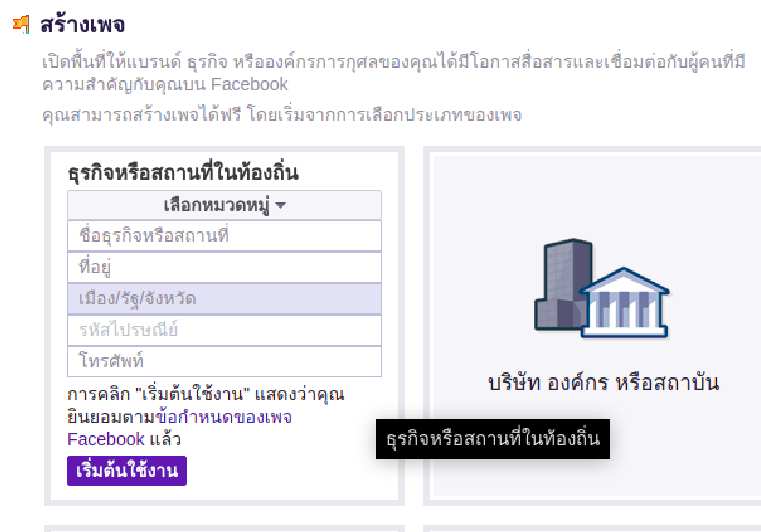 สร้างเพจ
เปิดพื้นที่ให้แบรนด์ ธุรกิจ หรือองค์กรการกุศลของคุณได้มีโอกาสสื่อสารและเชื่อมต่อกับผู้คนที่มี
ความสำคัญกับคุณบน Facebook
คุณสามารถสร้างเพจได้ฟรี โดยเริ่มจากการเลือกประเภทของเพจ
ธุรกิจหรือสถานที่ในท้องถิ่น
เลือกหมวดหมู่
ชื่อธุรกิจหรือสถานที่
ที่อยู่
เมือง/รัฐ/จังหวัด
รหัสไปรษณีย์
โทรศัพท์
การคลิก "เริ่มต้นใช้งาน" แสดงว่าคุณ
ยินยอมตามข้อกำหนดของเพจ
Facebook แล้ว
เริ่มต้นใช้งาน
บริษัท องค์กร หรือสถาบัน
ธุรกิจหรือสถานที่ในท้องถิ่น